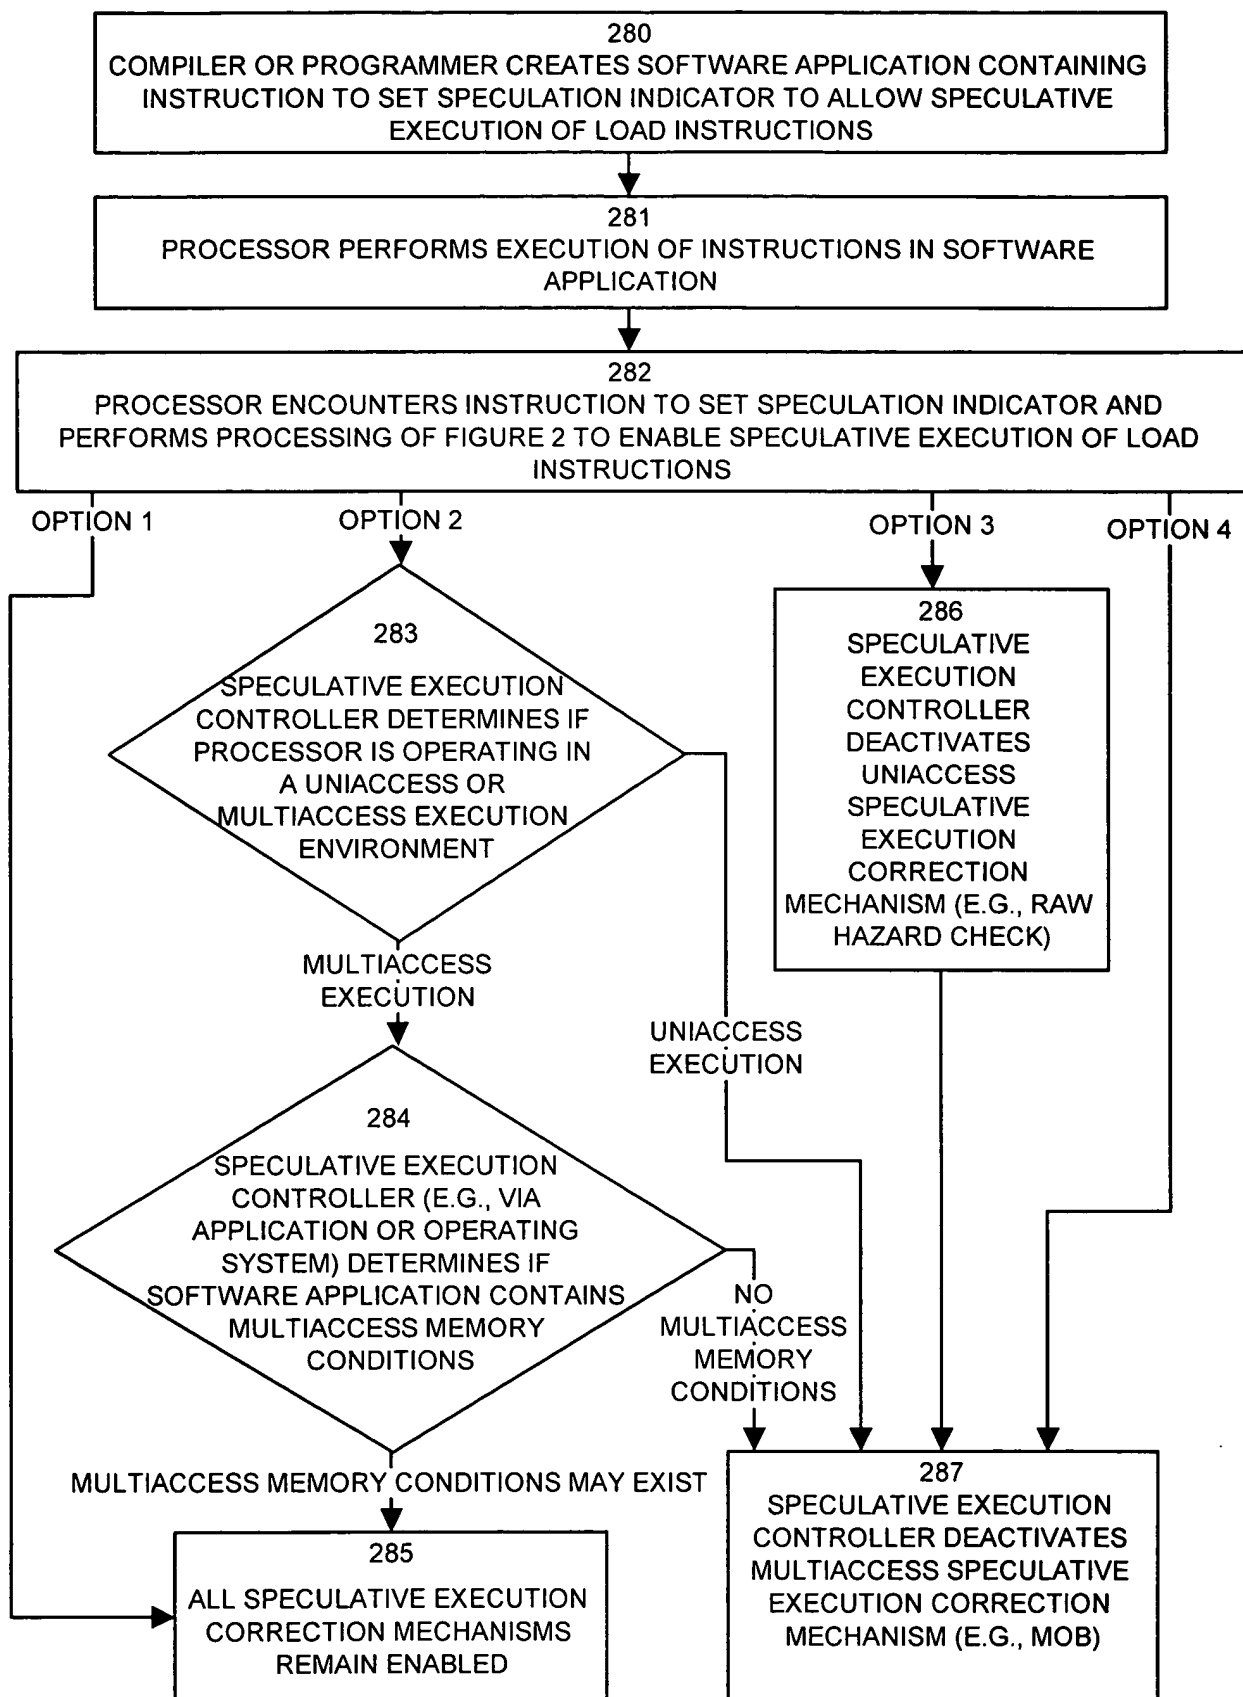 280
COMPILER OR PROGRAMMER CREATES SOFTWARE APPLICATION CONTAINING
INSTRUCTION TO SET SPECULATION INDICATOR TO ALLOW SPECULATIVE
EXECUTION OF LOAD INSTRUCTIONS
281
PROCESSOR PERFORMS EXECUTION OF INSTRUCTIONS IN SOFTWARE
APPLICATION
282
PROCESSOR ENCOUNTERS INSTRUCTION TO SET SPECULATION INDICATOR AND
PERFORMS PROCESSING OF FIGURE 2 TO ENABLE SPECULATIVE EXECUTION OF LOAD
INSTRUCTIONS
OPTION 1
OPTION 2
OPTION 3
OPTION 4
283
SPECULATIVE EXECUTION
CONTROLLER DETERMINES IF
PROCESSOR IS OPERATING IN
A UNIACCESS OR
MULTIACCESS EXECUTION
ENVIRONMENT
286
SPECULATIVE
EXECUTION
CONTROLLER
DEACTIVATES
UNIACCESS
SPECULATIVE
EXECUTION
CORRECTION
MECHANISM (E.G., RAW
HAZARD CHECK)
MULTIACCESS
EXECUTION
UNIACCESS
EXECUTION
284
SPECULATIVE EXECUTION
CONTROLLER (E.G., VIA
APPLICATION OR OPERATING
SYSTEM) DETERMINES IF
SOFTWARE APPLICATION CONTAINS
MULTIACCESS MEMORY
CONDITIONS
NO
MULTIACCESS
MEMORY
CONDITIONS
MULTIACCESS MEMORY CONDITIONS MAY EXIST
285
ALL SPECULATIVE EXECUTION
CORRECTION MECHANISMS
REMAIN ENABLED
287
SPECULATIVE EXECUTION
CONTROLLER DEACTIVATES
MULTIACCESS SPECULATIVE
EXECUTION CORRECTION
MECHANISM (E.G., MOB)